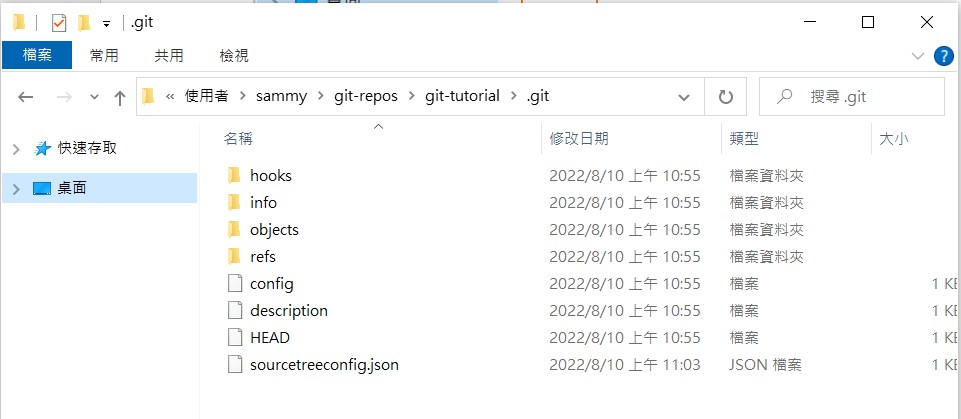 .git
檔案 常用 共用 檢視
« 使用者 > sammy > git-repos > git-tutorial > .git 搜尋 .git
快速存取
桌面
名稱 修改日期 類型 大小
hooks 2022/8/10 上午 10:55 檔案資料夾
info 2022/8/10 上午 10:55 檔案資料夾
objects 2022/8/10 上午 10:55 檔案資料夾
refs 2022/8/10 上午 10:55 檔案資料夾
config 2022/8/10 上午 10:55 檔案 1 KB
description 2022/8/10 上午 10:55 檔案 1 KB
HEAD 2022/8/10 上午 10:55 檔案 1 KB
sourcetreeconfig.json 2022/8/10 上午 11:03 JSON 檔案 1 KB